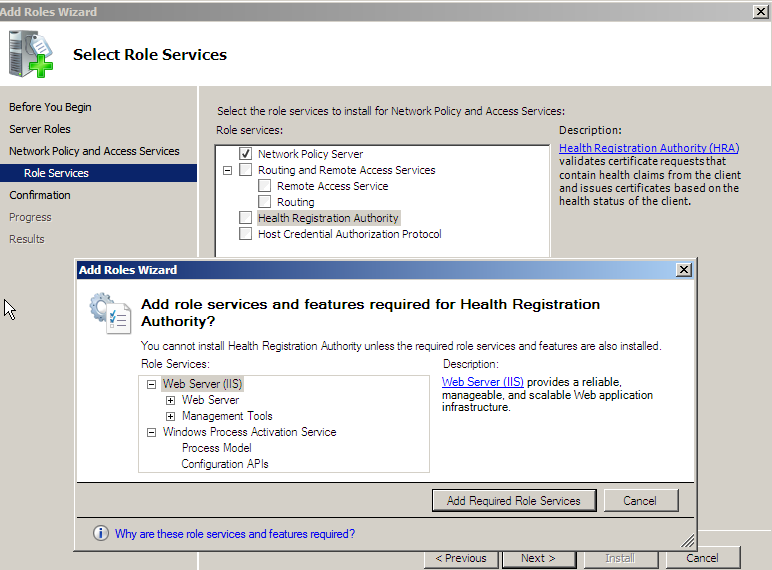 Add Roles Wizard
Select Role Services
Before You Begin
Server Roles
Network Policy and Access Services
Role Services
Confirmation
Progress
Results
Select the role services to install for Network Policy and Access Services:
Role services:
Network Policy Server
Routing and Remote Access Services
Remote Access Service
Routing
Health Registration Authority
Host Credential Authorization Protocol
Description:
Health Registration Authority (HRA)
validates certificate requests that
contain health claims from the client
and issues certificates based on the
health status of the client.
Add Roles Wizard
Add role services and features required for Health Registration
Authority?
You cannot install Health Registration Authority unless the required role services and features are also installed.
Role Services:
Web Server (IIS)
Web Server
Management Tools
Windows Process Activation Service
Process Model
Configuration APIs
Description:
Web Server (IIS) provides a reliable,
manageable, and scalable Web application
infrastructure.
Add Required Role Services
Cancel
Why are these role services and features required?
< Previous
Next >
Install
Cancel